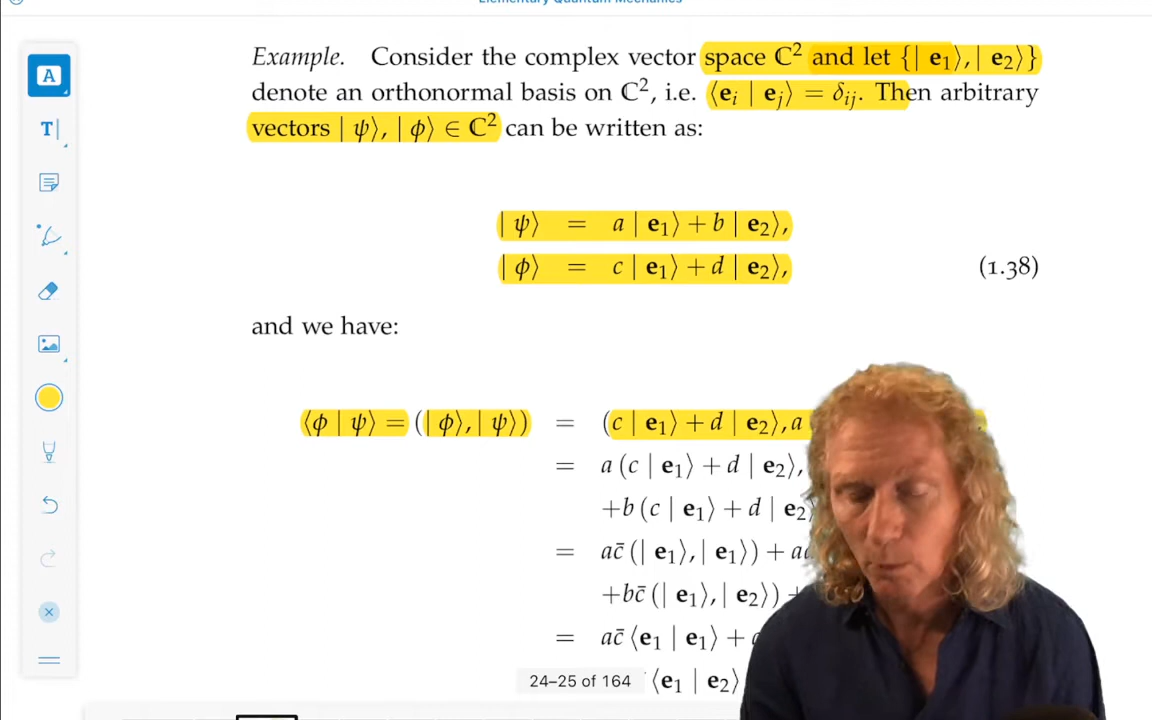 Elementary Quantum Mechanics
Example. Consider the complex vector space ℂ² and let {| e₁⟩, | e₂⟩}
denote an orthonormal basis on ℂ², i.e. ⟨eᵢ | eⱼ⟩ = δᵢⱼ. Then arbitrary
vectors | ψ⟩, | ϕ⟩ ∈ ℂ² can be written as:
| ψ⟩ = a | e₁⟩ + b | e₂⟩,
| ϕ⟩ = c | e₁⟩ + d | e₂⟩, (1.38)
and we have:
⟨ϕ | ψ⟩ = (| ϕ⟩, | ψ⟩) = (c | e₁⟩ + d | e₂⟩, a
= a (c | e₁⟩ + d | e₂⟩,
+b (c | e₁⟩ + d | e₂
= ac̄ (| e₁⟩, | e₁⟩) + a
+bc̄ (| e₁⟩, | e₂⟩) +
= ac̄ ⟨e₁ | e₁⟩ +
24–25 of 164 ⟨e₁ | e₂⟩
A
T